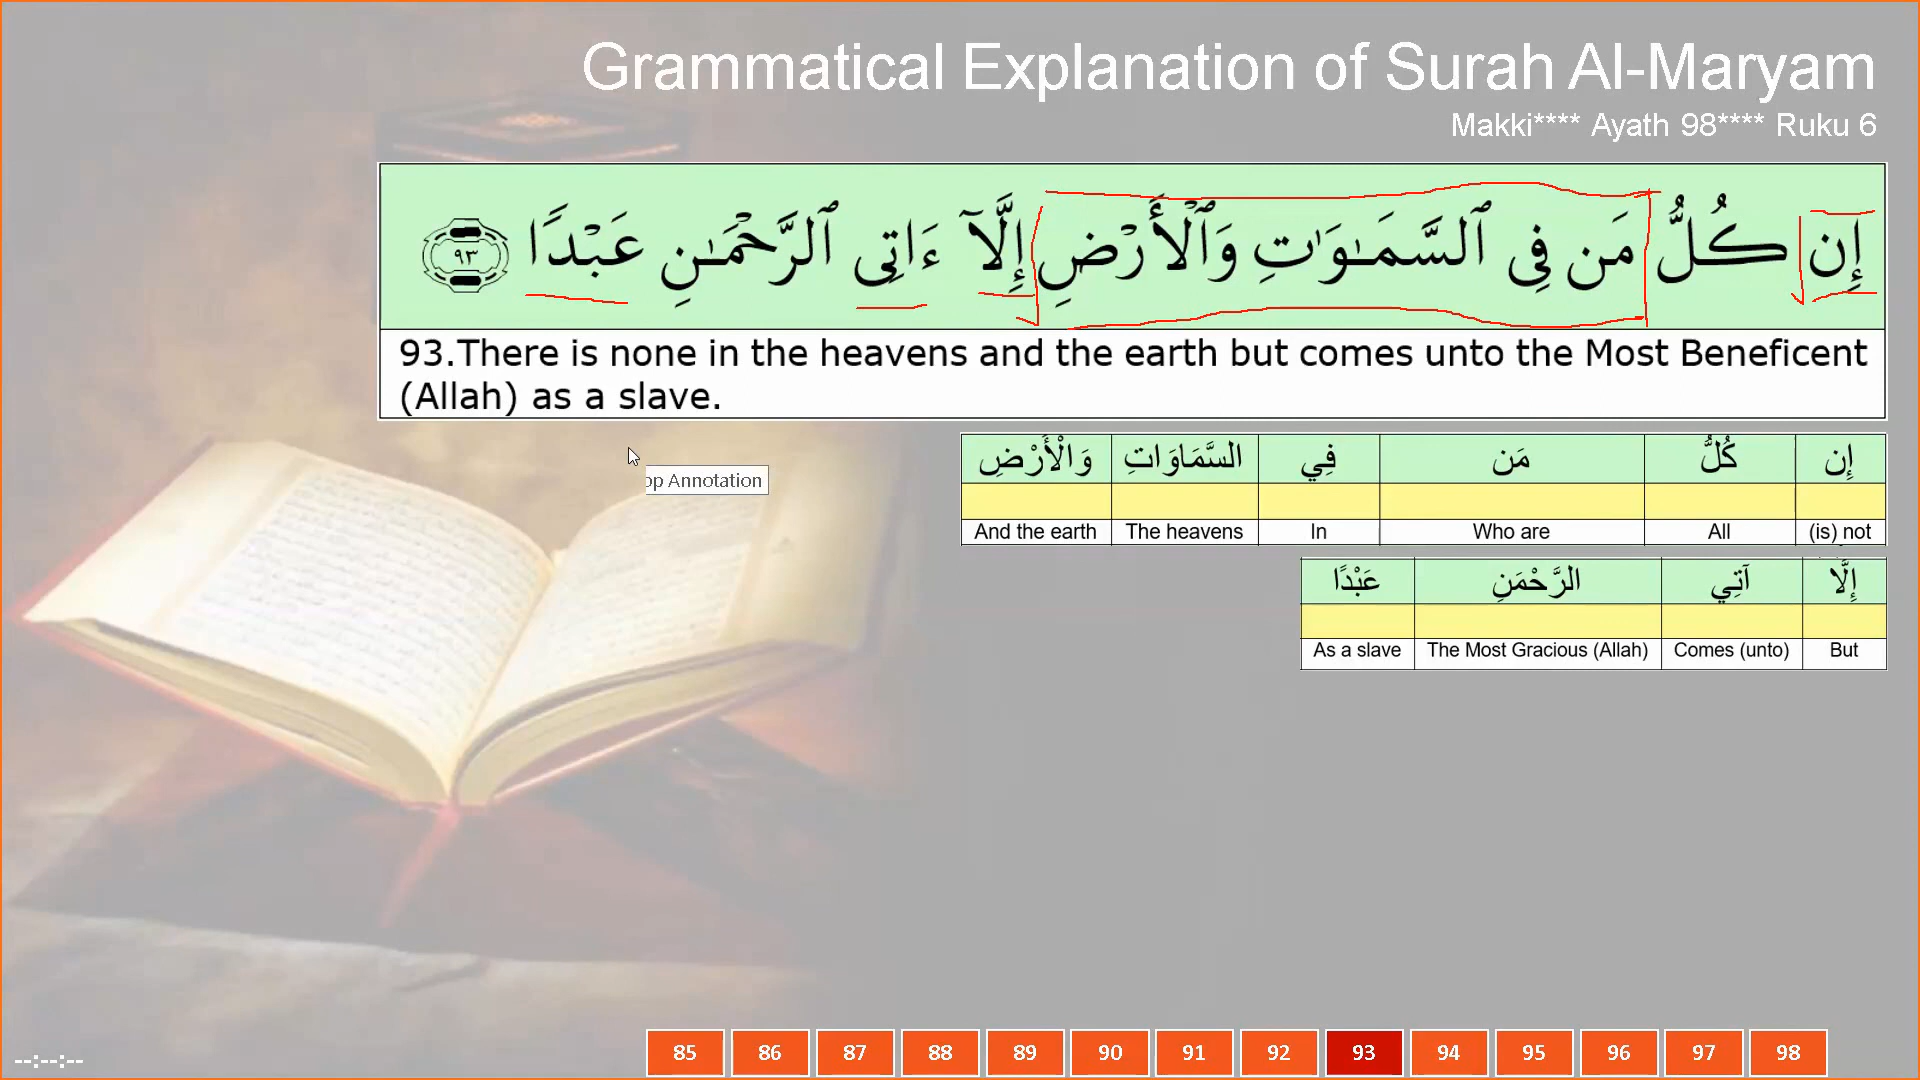 Grammatical Explanation of Surah Al-Maryam
Makki**** Ayath 98**** Ruku 6
إِن كُلُّ مَن فِى ٱلسَّمَـٰوَٰتِ وَٱلْأَرْضِ إِلَّآ ءَاتِى ٱلرَّحْمَـٰنِ عَبْدًا ٩٣
93.There is none in the heavens and the earth but comes unto the Most Beneficent
(Allah) as a slave.
إِن كُلُّ مَن فِي السَّمَاوَاتِ وَالْأَرْضِ
(is) not All Who are In The heavens And the earth
إِلَّا آتِي الرَّحْمَنِ عَبْدًا
But Comes (unto) The Most Gracious (Allah) As a slave
op Annotation
--:--:--
85 86 87 88 89 90 91 92 93 94 95 96 97 98